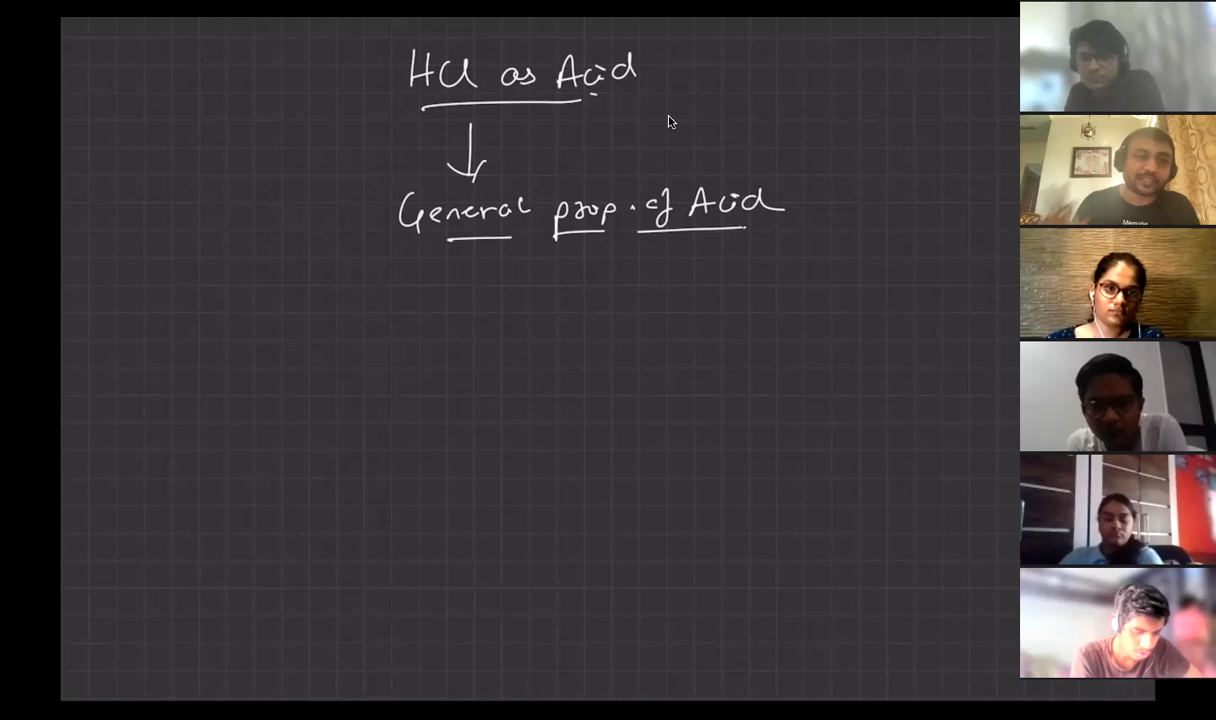 HCl as Acid
General prop. of Acid